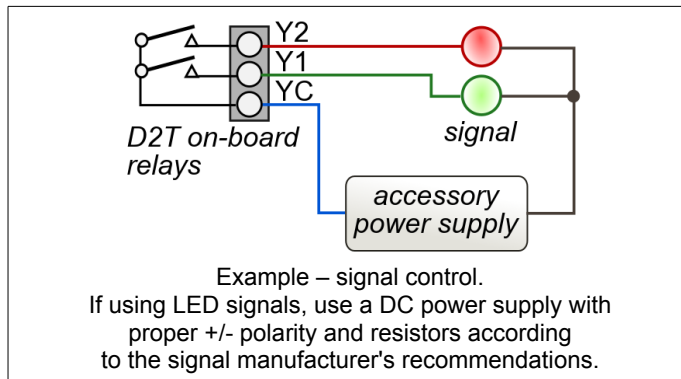 Y2
Y1
YC
D2T on-board
relays
signal
accessory
power supply
Example – signal control.
If using LED signals, use a DC power supply with
proper +/- polarity and resistors according
to the signal manufacturer's recommendations.